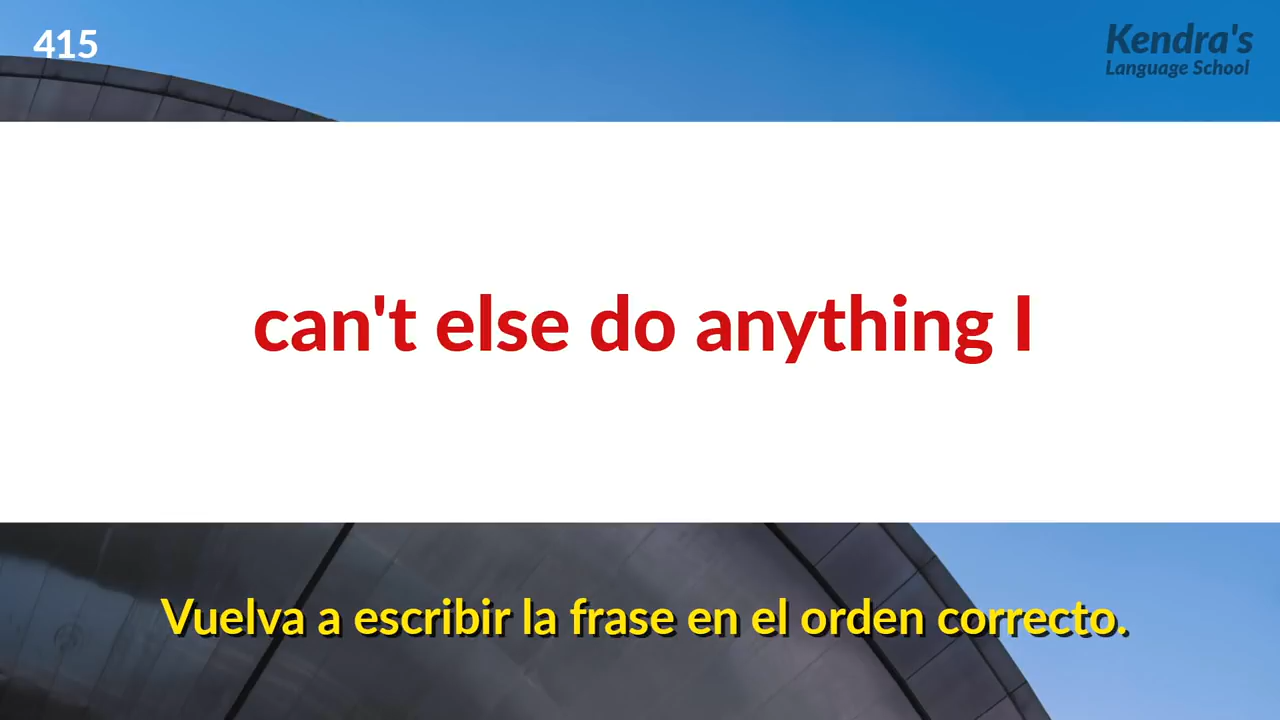 415
Kendra's
Language School
can't else do anything I
Vuelva a escribir la frase en el orden correcto.